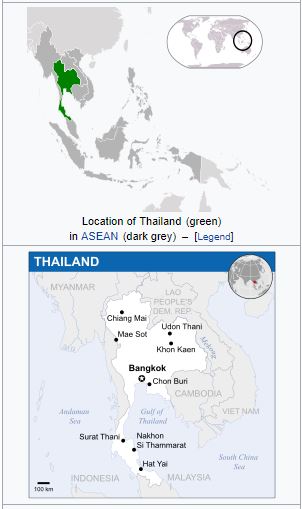 Location of Thailand (green)
in ASEAN (dark grey) – [Legend]
THAILAND
MYANMAR
LAO
PEOPLE'S
DEM. REP.
Chiang Mai
Udon Thani
Mae Sot
Khon Kaen
Mekong
Bangkok
Chon Buri
CAMBODIA
VIET NAM
Andaman
Sea
Gulf of
Thailand
Surat Thani
Nakhon
Si Thammarat
South China
Sea
Hat Yai
100 km
INDONESIA
MALAYSIA